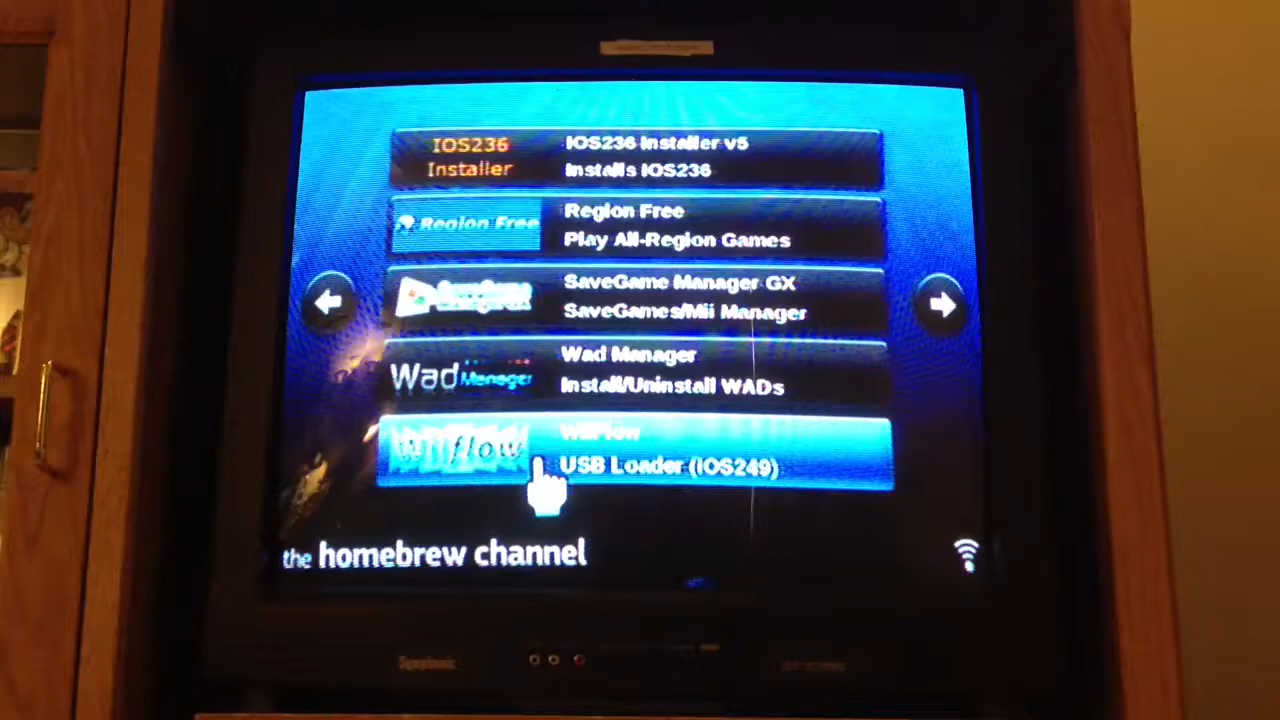 IOS236
Installer
IOS236 Installer v5
Installs IOS236
Region Free
Region Free
Play All-Region Games
SaveGame Manager GX
SaveGames/Mii Manager
Wad Manager
Wad Manager
Install/Uninstall WADs
wiiflow
WiiFlow
USB Loader (IOS249)
the homebrew channel
Symphonic